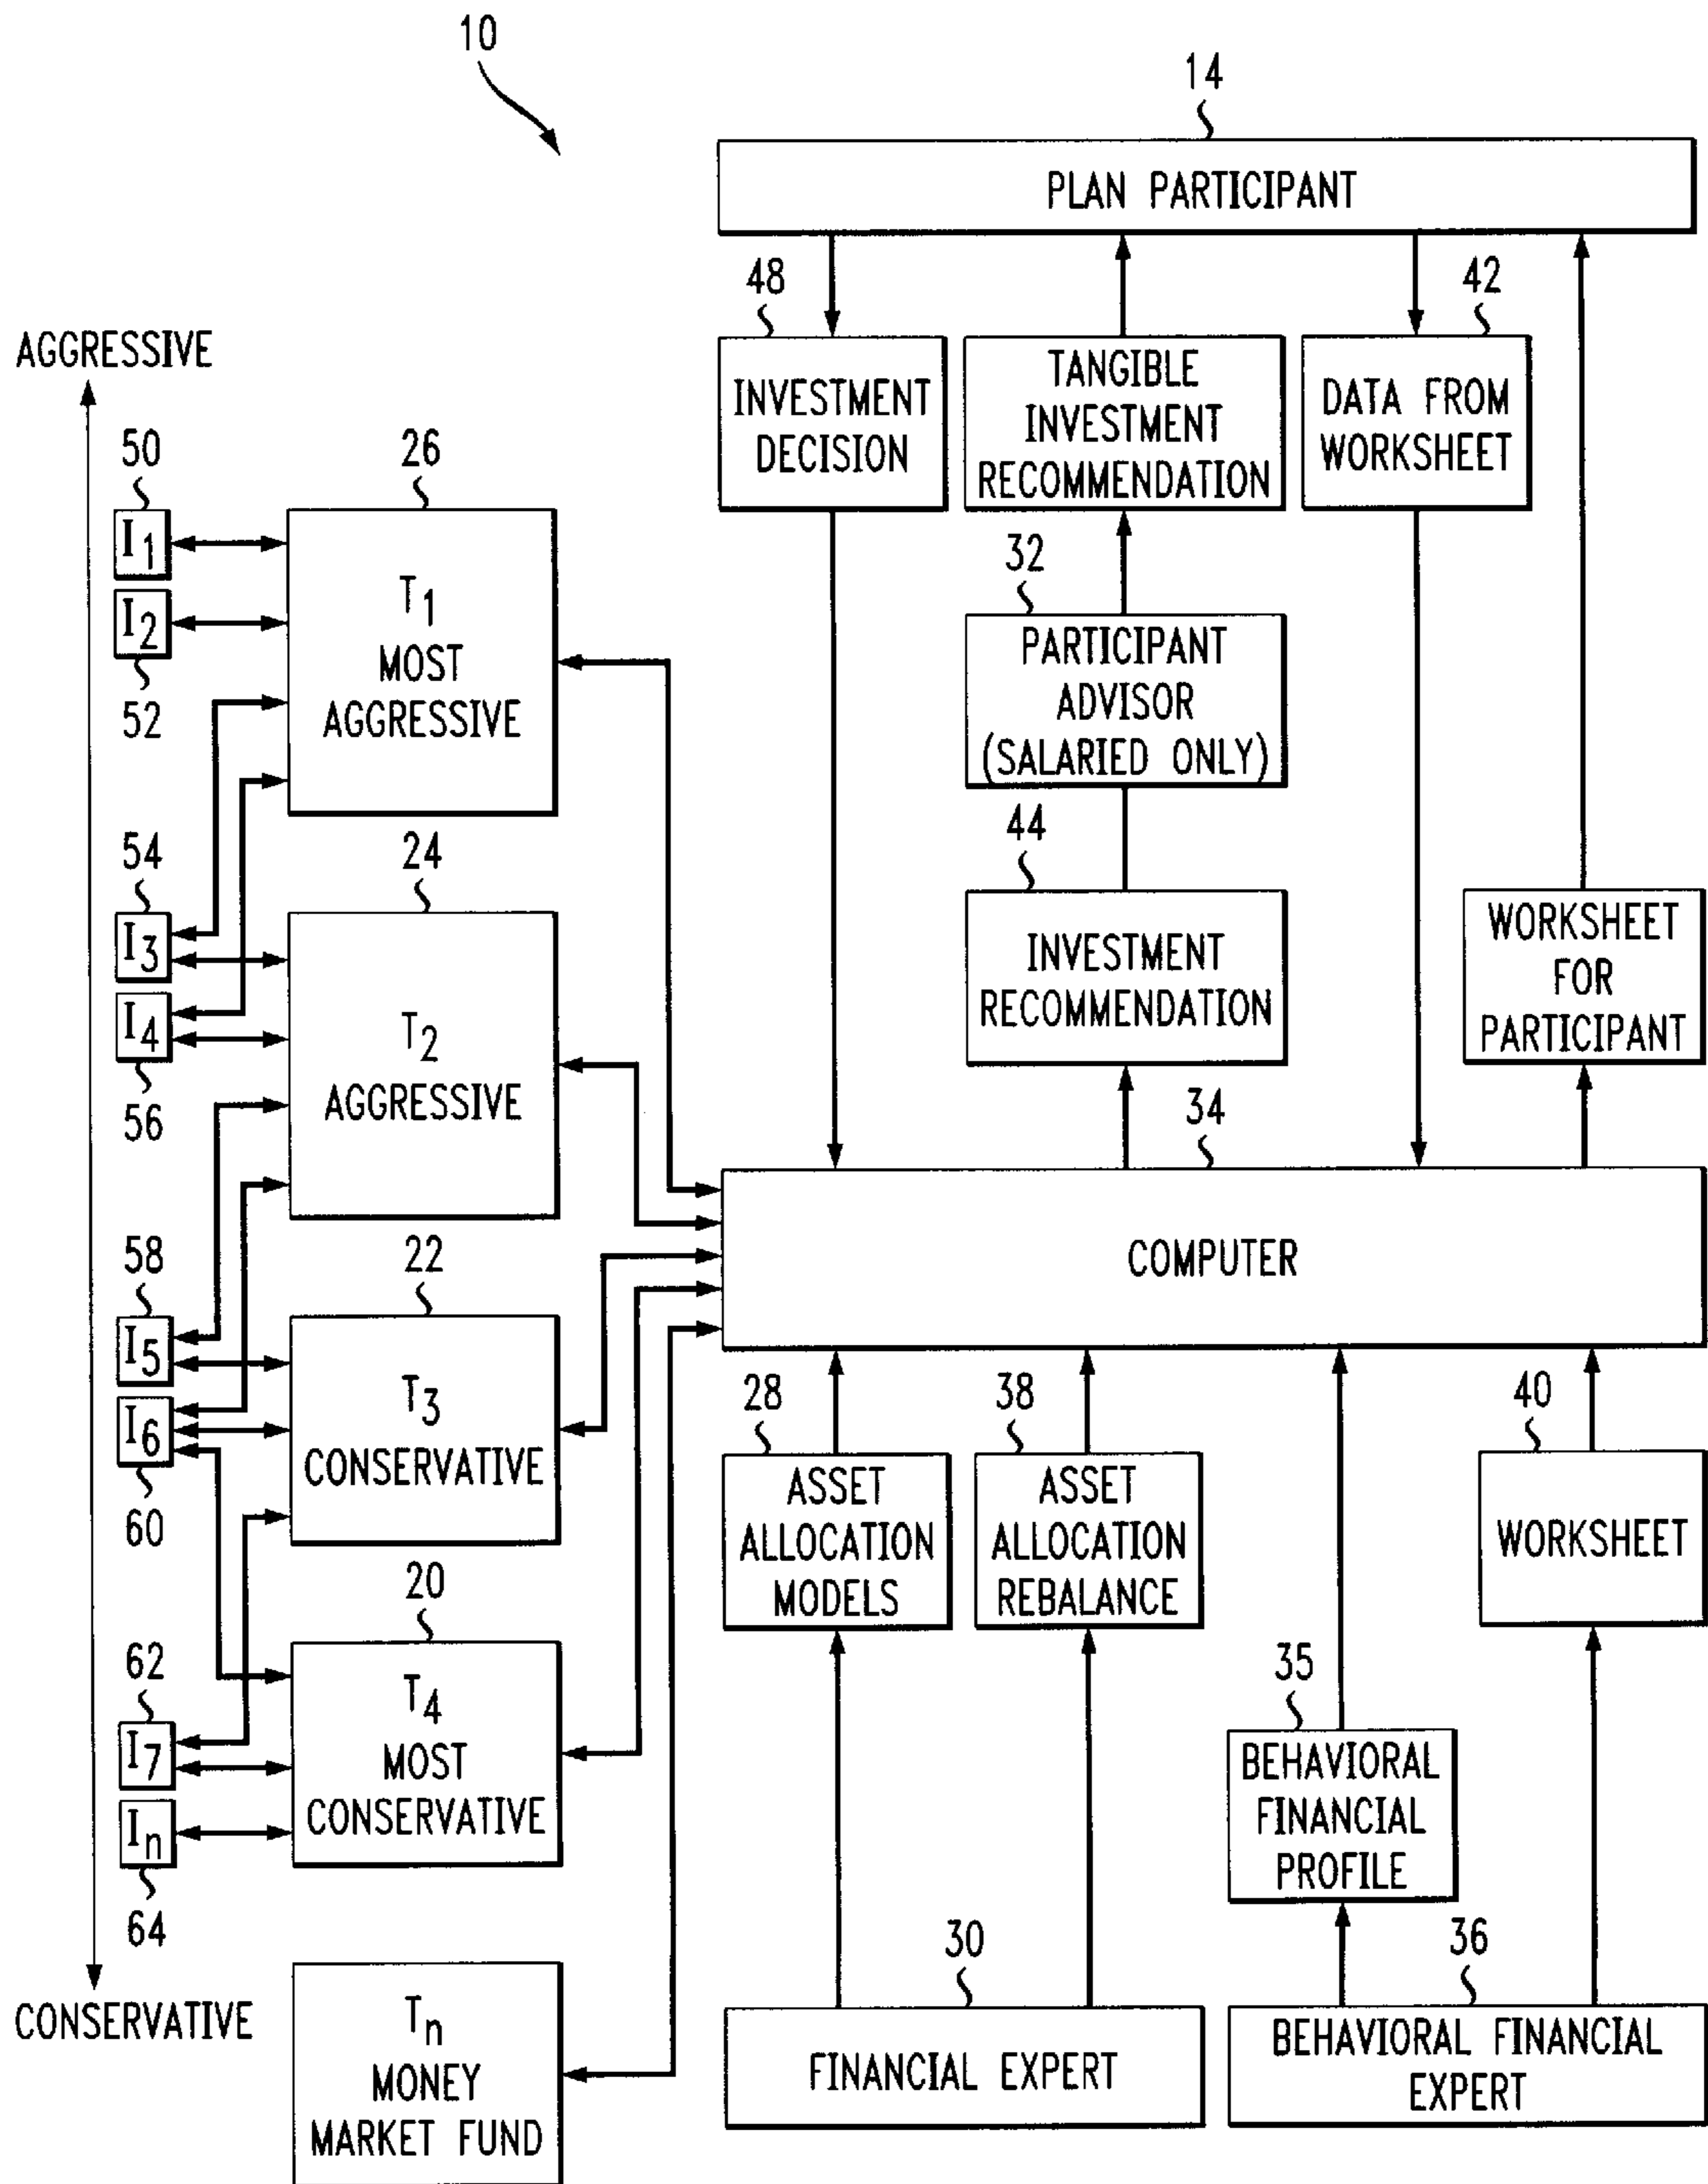 10
14
PLAN PARTICIPANT
48
42
AGGRESSIVE
INVESTMENT
DECISION
TANGIBLE
INVESTMENT
RECOMMENDATION
DATA FROM
WORKSHEET
50
26
I1
I2
52
T1
MOST
AGGRESSIVE
32
PARTICIPANT
ADVISOR
(SALARIED ONLY)
44
INVESTMENT
RECOMMENDATION
WORKSHEET
FOR
PARTICIPANT
54
24
I3
I4
56
T2
AGGRESSIVE
34
COMPUTER
58
22
I5
I6
60
T3
CONSERVATIVE
28
ASSET
ALLOCATION
MODELS
38
ASSET
ALLOCATION
REBALANCE
40
WORKSHEET
62
20
I7
In
64
T4
MOST
CONSERVATIVE
35
BEHAVIORAL
FINANCIAL
PROFILE
CONSERVATIVE
Tn
MONEY
MARKET FUND
30
FINANCIAL EXPERT
36
BEHAVIORAL FINANCIAL
EXPERT